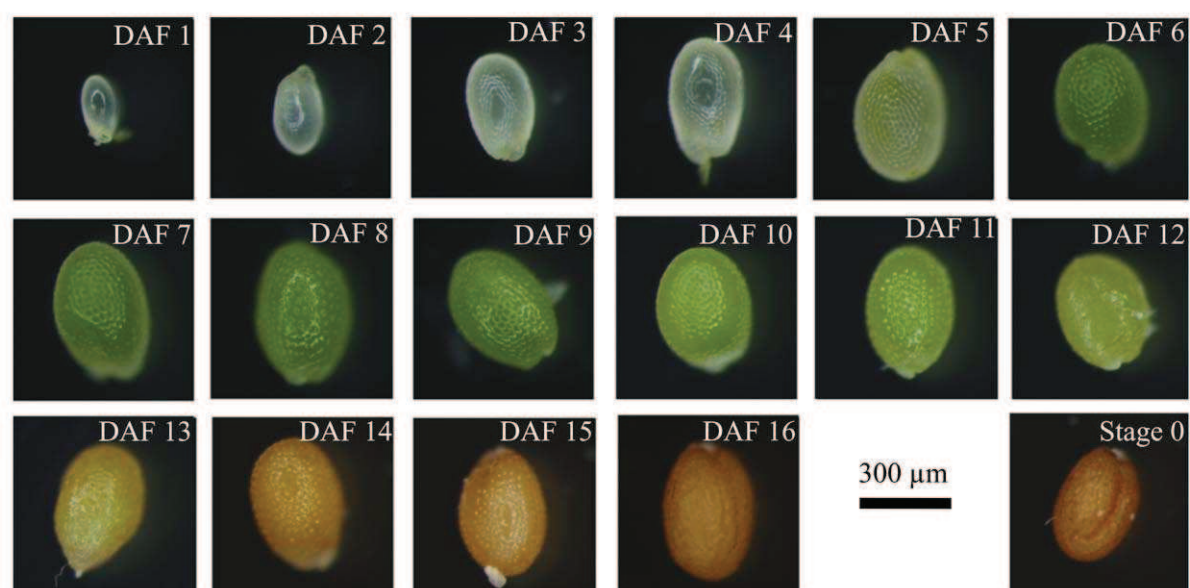 DAF 1
DAF 2
DAF 3
DAF 4
DAF 5
DAF 6
DAF 7
DAF 8
DAF 9
DAF 10
DAF 11
DAF 12
DAF 13
DAF 14
DAF 15
DAF 16
300 µm
Stage 0